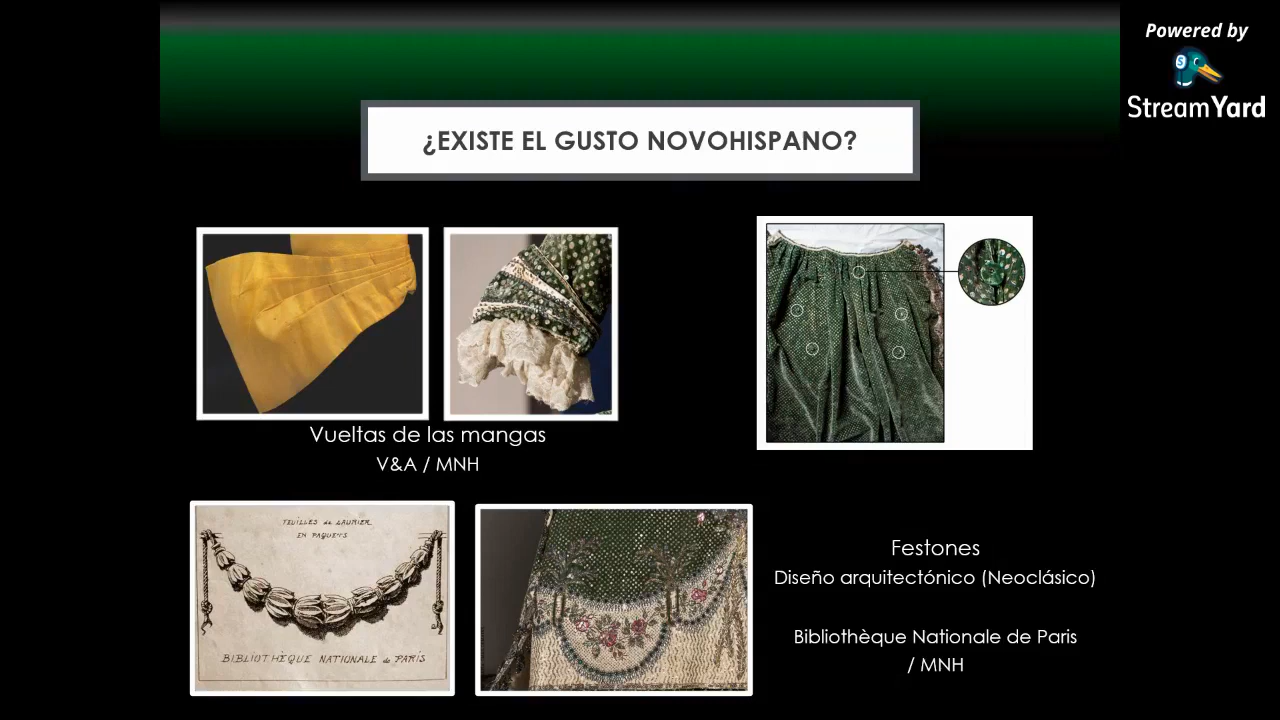 Powered by
StreamYard
¿EXISTE EL GUSTO NOVOHISPANO?
Vueltas de las mangas
V&A / MNH
FEUILLES de LAURIER
EN PAQUETS
BIBLIOTHÈQUE NATIONALE de PARIS
Festones
Diseño arquitectónico (Neoclásico)
Bibliothèque Nationale de Paris
/ MNH